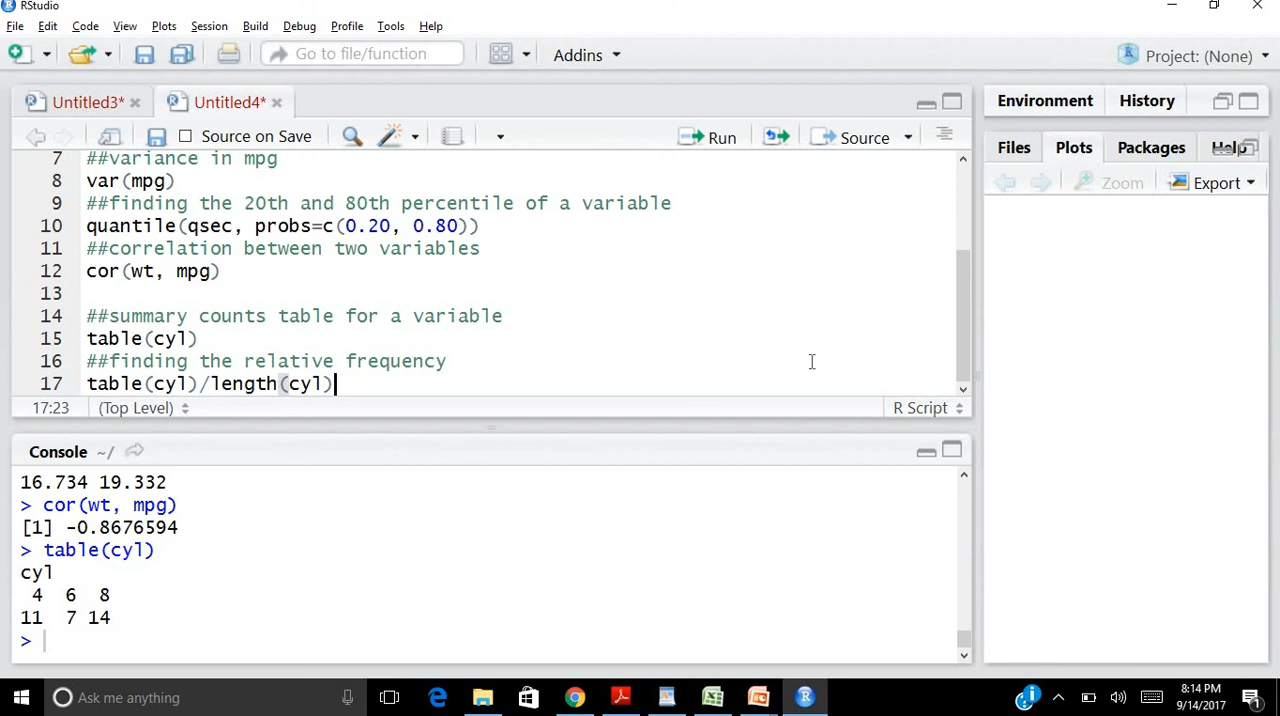 RStudio
File Edit Code View Plots Session Build Debug Profile Tools Help
Go to file/function Addins Project: (None)
Untitled3* Untitled4*
Source on Save Run Source
7 ##variance in mpg
8 var(mpg)
9 ##finding the 20th and 80th percentile of a variable
10 quantile(qsec, probs=c(0.20, 0.80))
11 ##correlation between two variables
12 cor(wt, mpg)
13
14 ##summary counts table for a variable
15 table(cyl)
16 ##finding the relative frequency
17 table(cyl)/length(cyl)
17:23 (Top Level) R Script
Console ~/
16.734 19.332
> cor(wt, mpg)
[1] -0.8676594
> table(cyl)
cyl
4 6 8
11 7 14
>
Environment History
Files Plots Packages Help
Zoom Export
Ask me anything
8:14 PM
9/14/2017